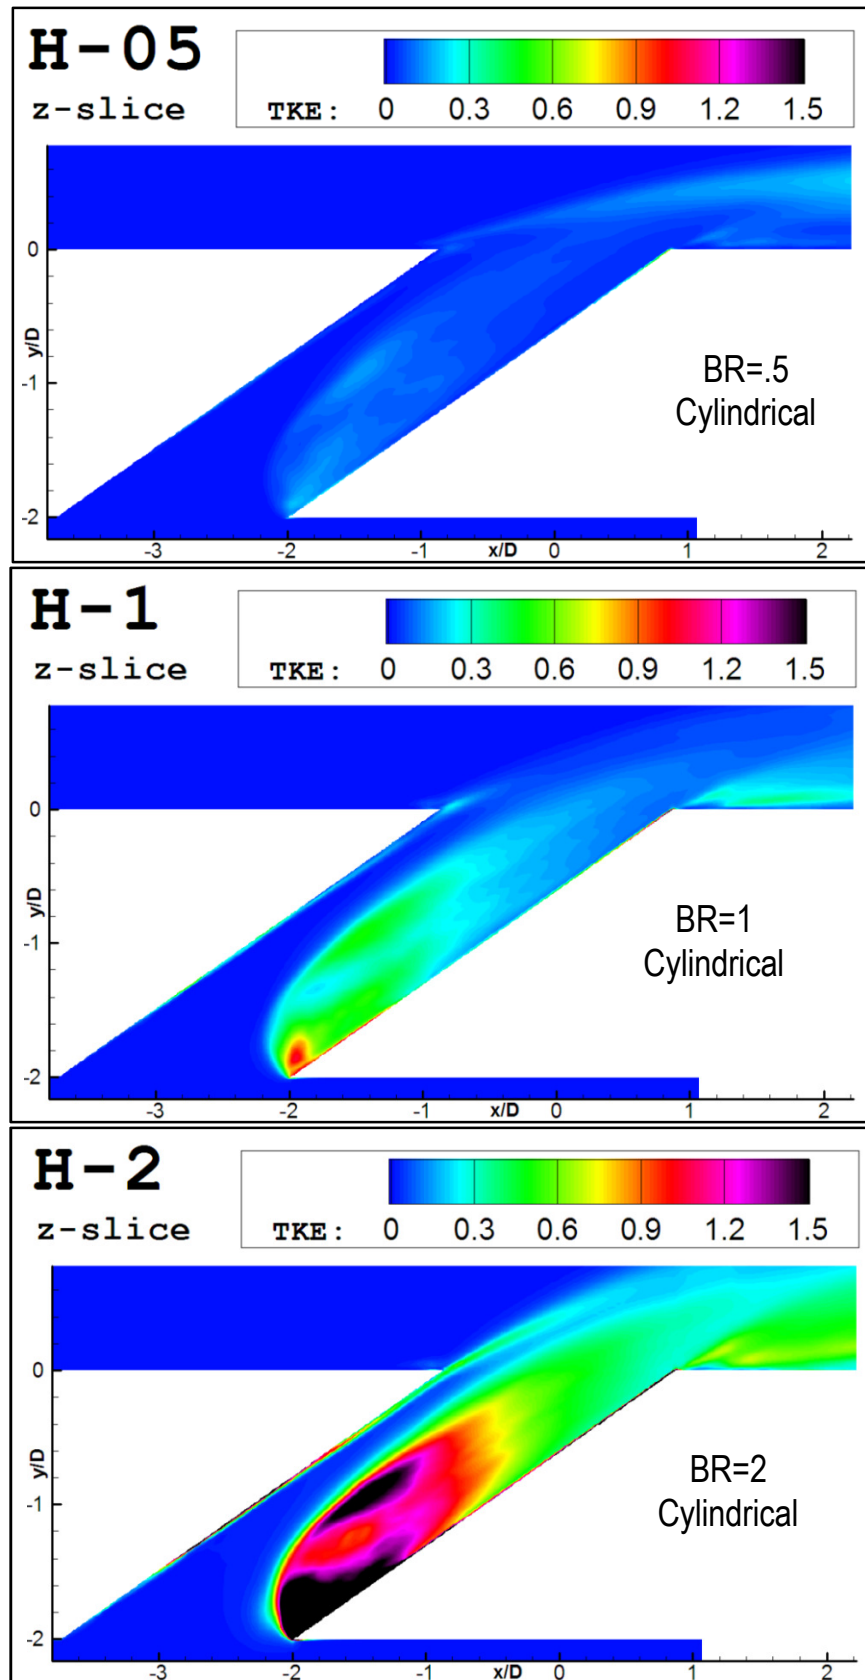 H-05
z-slice
TKE: 0 0.3 0.6 0.9 1.2 1.5
0
y/D
-1
BR=.5
Cylindrical
-2
-3 -2 -1 x/D 0 1 2
H-1
z-slice
TKE: 0 0.3 0.6 0.9 1.2 1.5
0
y/D
-1
BR=1
Cylindrical
-2
-3 -2 -1 x/D 0 1 2
H-2
z-slice
TKE: 0 0.3 0.6 0.9 1.2 1.5
0
y/D
-1
BR=2
Cylindrical
-2
-3 -2 -1 x/D 0 1 2